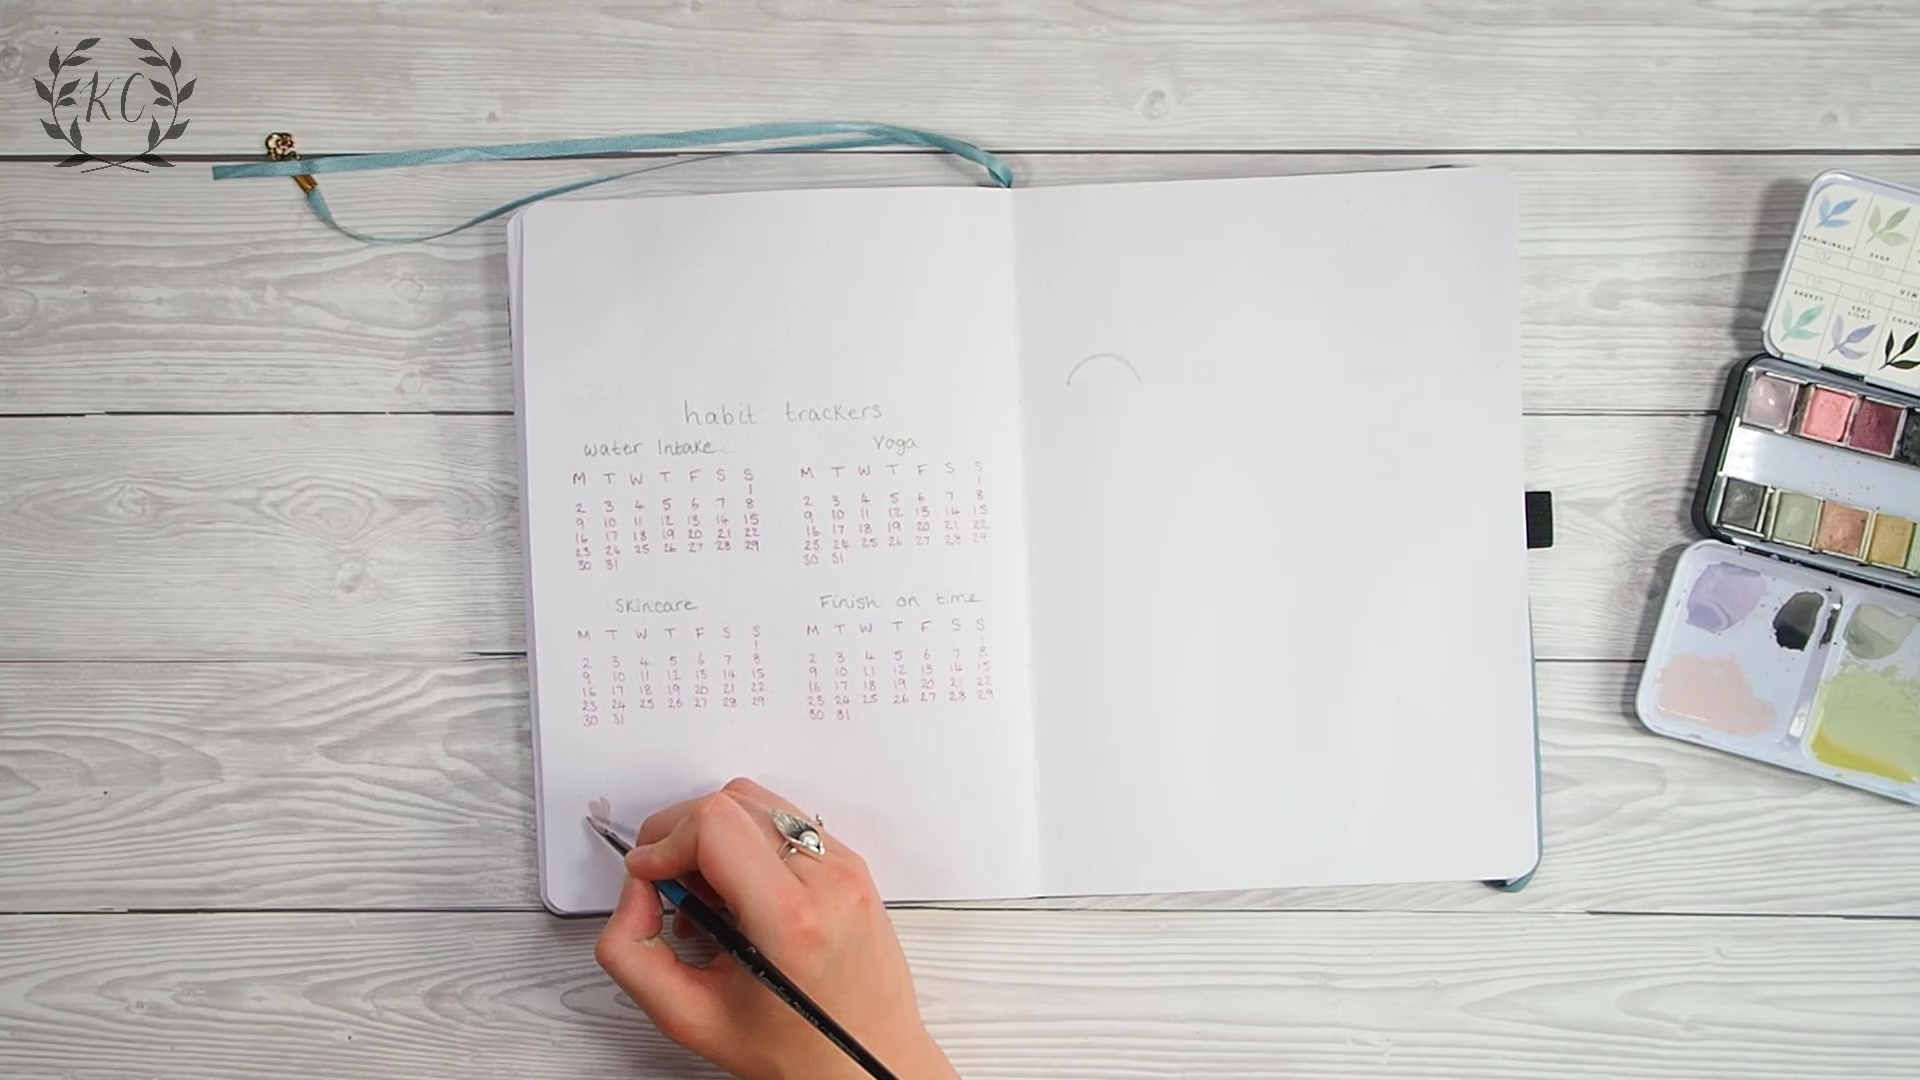 KC
habit trackers
water Intake
M T W T F S S
1
2 3 4 5 6 7 8
9 10 11 12 13 14 15
16 17 18 19 20 21 22
23 24 25 26 27 28 29
30 31
Yoga
M T W T F S S
1
2 3 4 5 6 7 8
9 10 11 12 13 14 15
16 17 18 19 20 21 22
23 24 25 26 27 28 29
30 31
Skincare
M T W T F S S
1
2 3 4 5 6 7 8
9 10 11 12 13 14 15
16 17 18 19 20 21 22
23 24 25 26 27 28 29
30 31
Finish on time
M T W T F S S
1
2 3 4 5 6 7 8
9 10 11 12 13 14 15
16 17 18 19 20 21 22
23 24 25 26 27 28 29
30 31
PERIWINKLE SAGE
SOFT
LILAC